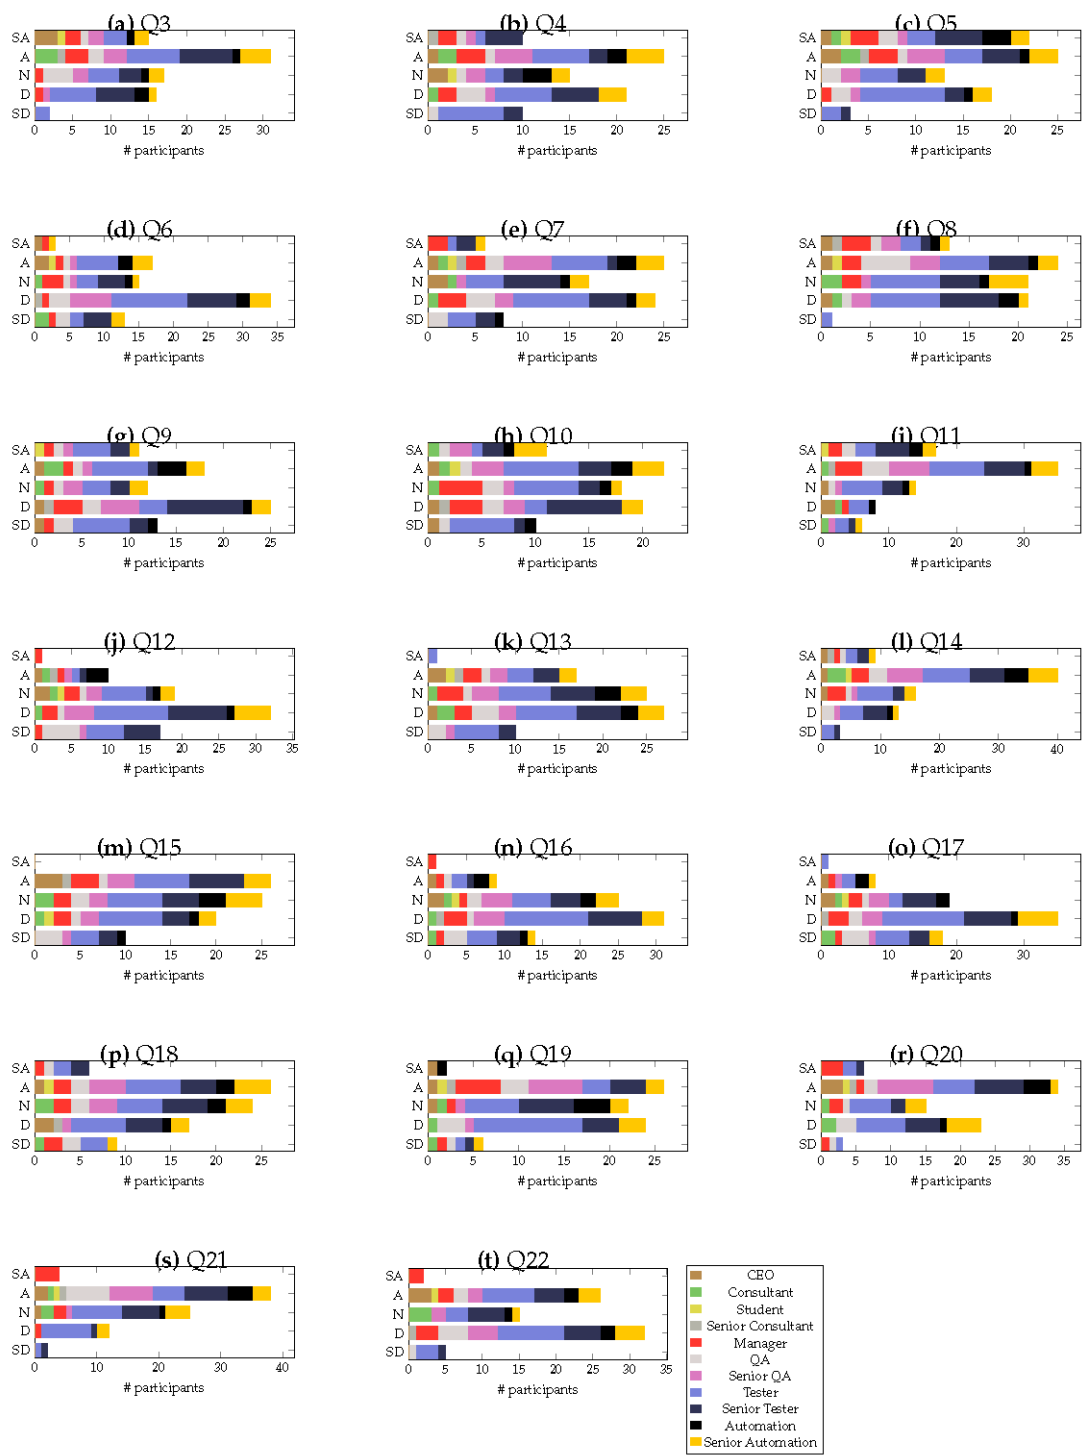 (a) Q3
SA
A
N
D
SD
0 5 10 15 20 25 30
# participants
(b) Q4
SA
A
N
D
SD
0 5 10 15 20 25
# participants
(c) Q5
SA
A
N
D
SD
0 5 10 15 20 25
# participants
(d) Q6
SA
A
N
D
SD
0 5 10 15 20 25 30 35
# participants
(e) Q7
SA
A
N
D
SD
0 5 10 15 20 25
# participants
(f) Q8
SA
A
N
D
SD
0 5 10 15 20 25
# participants
(g) Q9
SA
A
N
D
SD
0 5 10 15 20 25
# participants
(h) Q10
SA
A
N
D
SD
0 5 10 15 20
# participants
(i) Q11
SA
A
N
D
SD
0 10 20 30
# participants
(j) Q12
SA
A
N
D
SD
0 5 10 15 20 25 30 35
# participants
(k) Q13
SA
A
N
D
SD
0 5 10 15 20 25
# participants
(l) Q14
SA
A
N
D
SD
0 10 20 30 40
# participants
(m) Q15
SA
A
N
D
SD
0 5 10 15 20 25
# participants
(n) Q16
SA
A
N
D
SD
0 5 10 15 20 25 30
# participants
(o) Q17
SA
A
N
D
SD
0 10 20 30
# participants
(p) Q18
SA
A
N
D
SD
0 5 10 15 20 25
# participants
(q) Q19
SA
A
N
D
SD
0 5 10 15 20 25
# participants
(r) Q20
SA
A
N
D
SD
0 5 10 15 20 25 30 35
# participants
(s) Q21
SA
A
N
D
SD
0 10 20 30 40
# participants
(t) Q22
SA
A
N
D
SD
0 5 10 15 20 25 30 35
# participants
CEO
Consultant
Student
Senior Consultant
Manager
QA
Senior QA
Tester
Senior Tester
Automation
Senior Automation